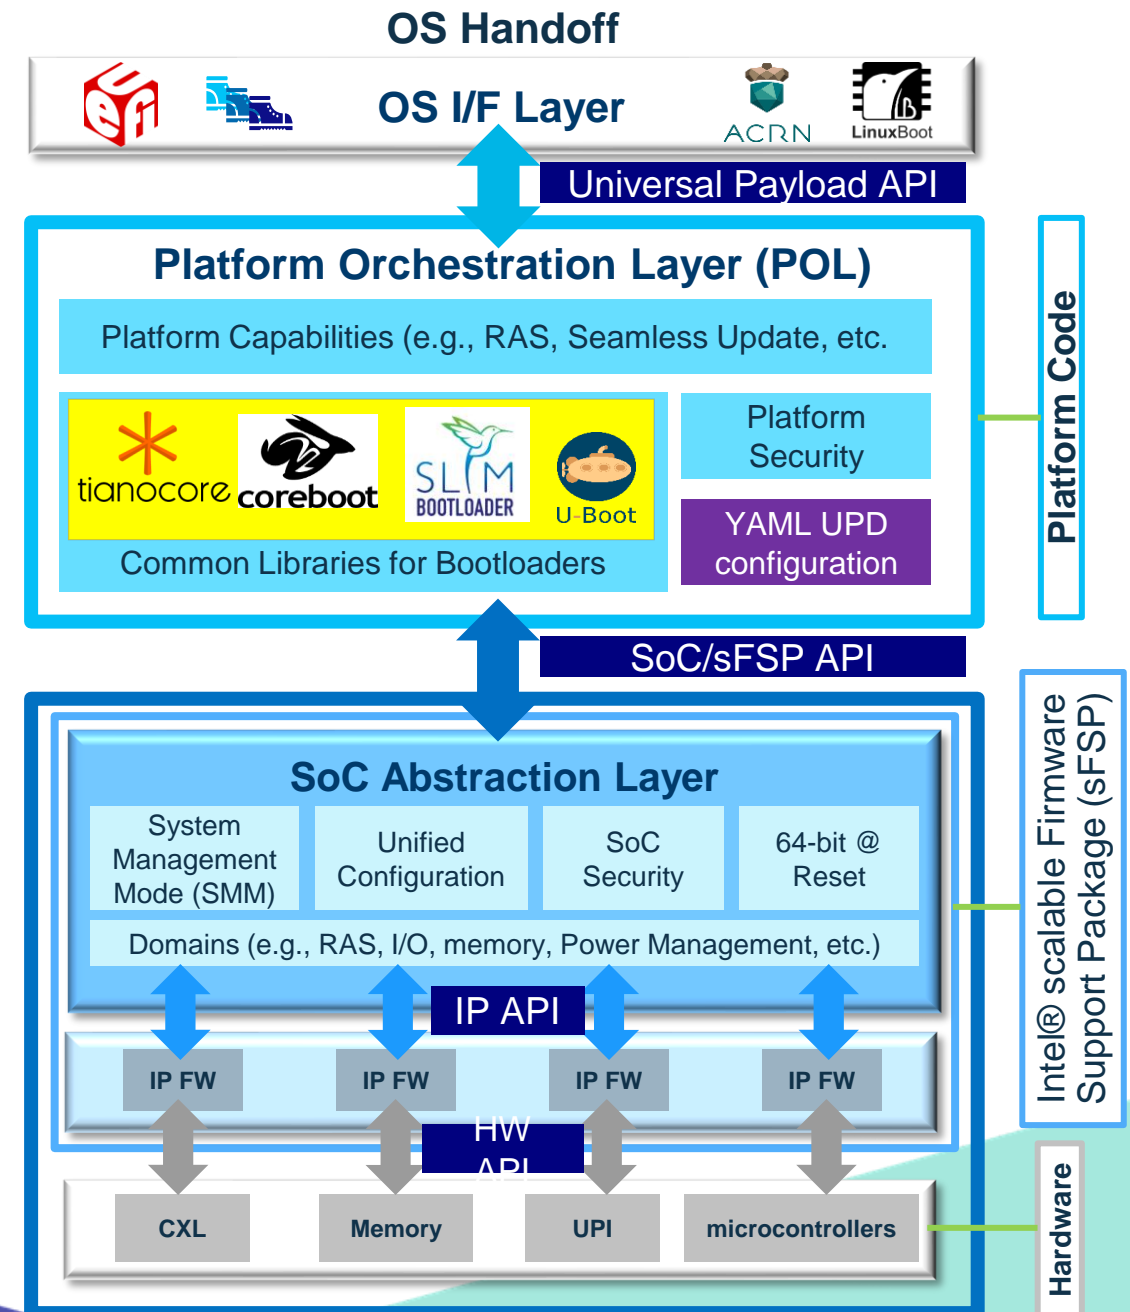 OS Handoff
uefi
OS I/F Layer
ACRN
LinuxBoot
Universal Payload API
Platform Orchestration Layer (POL)
Platform Capabilities (e.g., RAS, Seamless Update, etc.
tianocore
coreboot
SLIM
BOOTLOADER
U-Boot
Common Libraries for Bootloaders
Platform
Security
YAML UPD
configuration
Platform Code
SoC/sFSP API
SoC Abstraction Layer
System
Management
Mode (SMM)
Unified
Configuration
SoC
Security
64-bit @
Reset
Domains (e.g., RAS, I/O, memory, Power Management, etc.)
IP API
IP FW
IP FW
IP FW
IP FW
Intel® scalable Firmware
Support Package (sFSP)
HW
API
CXL
Memory
UPI
microcontrollers
Hardware